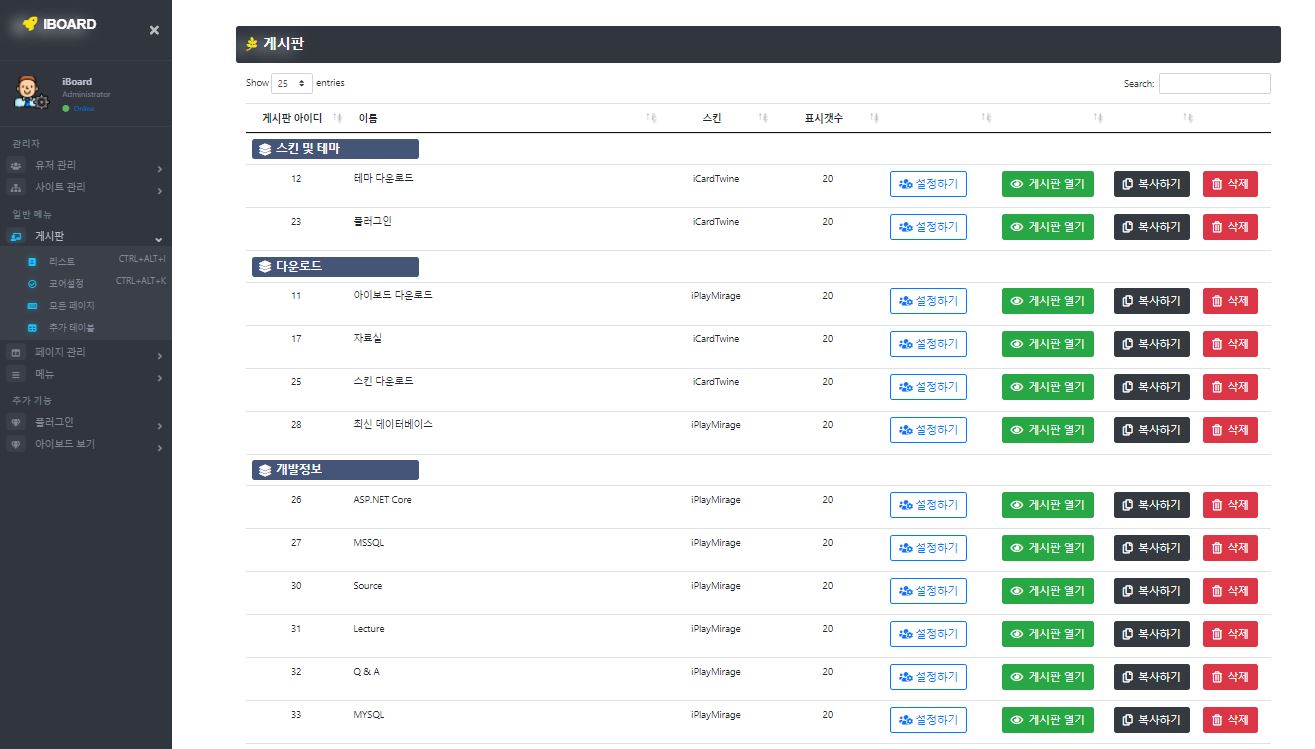 IBOARD
iBoard
Administrator
Online
관리자
유저 관리
사이트 관리
일반 메뉴
게시판
리스트 CTRL+ALT+I
코어설정 CTRL+ALT+K
모든 페이지
추가 테이블
페이지 관리
메뉴
추가 기능
플러그인
아이보드 보기
게시판
Show 25 entries Search:
게시판 아이디 이름 스킨 표시갯수
스킨 및 테마
12 테마 다운로드 iCardTwine 20 설정하기 게시판 열기 복사하기 삭제
23 플러그인 iCardTwine 20 설정하기 게시판 열기 복사하기 삭제
다운로드
11 아이보드 다운로드 iPlayMirage 20 설정하기 게시판 열기 복사하기 삭제
17 자료실 iCardTwine 20 설정하기 게시판 열기 복사하기 삭제
25 스킨 다운로드 iCardTwine 20 설정하기 게시판 열기 복사하기 삭제
28 최신 데이터베이스 iPlayMirage 20 설정하기 게시판 열기 복사하기 삭제
개발정보
26 ASP.NET Core iPlayMirage 20 설정하기 게시판 열기 복사하기 삭제
27 MSSQL iPlayMirage 20 설정하기 게시판 열기 복사하기 삭제
30 Source iPlayMirage 20 설정하기 게시판 열기 복사하기 삭제
31 Lecture iPlayMirage 20 설정하기 게시판 열기 복사하기 삭제
32 Q & A iPlayMirage 20 설정하기 게시판 열기 복사하기 삭제
33 MYSQL iPlayMirage 20 설정하기 게시판 열기 복사하기 삭제